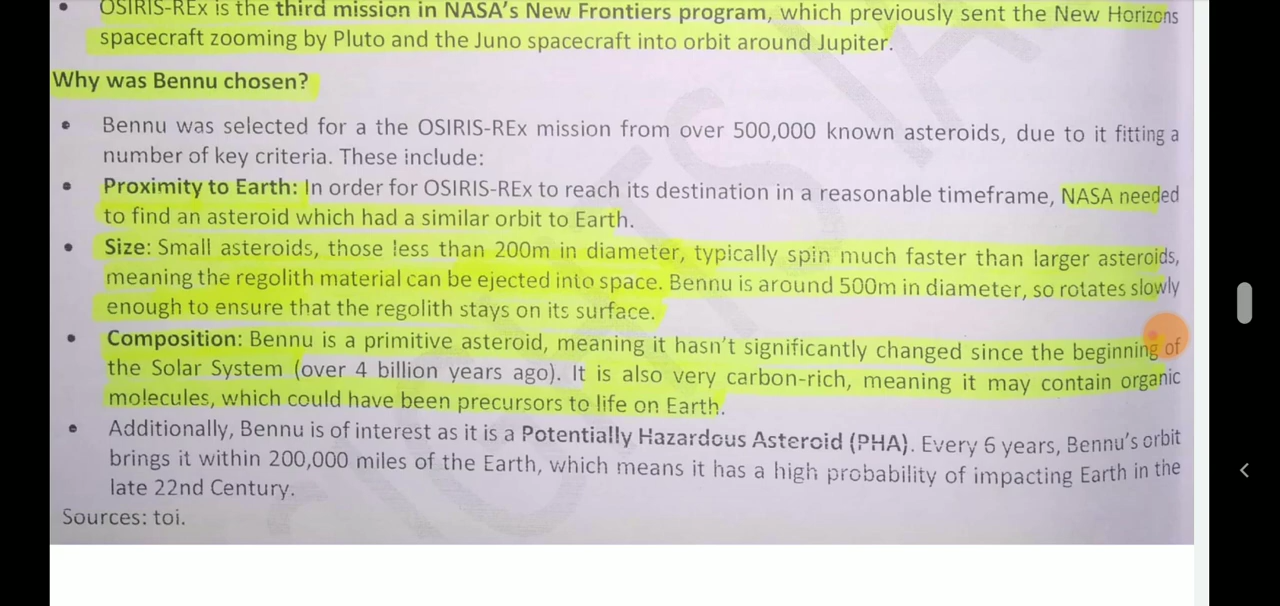 OSIRIS-REx is the third mission in NASA's New Frontiers program, which previously sent the New Horizons
spacecraft zooming by Pluto and the Juno spacecraft into orbit around Jupiter.
Why was Bennu chosen?
• Bennu was selected for a the OSIRIS-REx mission from over 500,000 known asteroids, due to it fitting a
number of key criteria. These include:
• Proximity to Earth: In order for OSIRIS-REx to reach its destination in a reasonable timeframe, NASA needed
to find an asteroid which had a similar orbit to Earth.
• Size: Small asteroids, those less than 200m in diameter, typically spin much faster than larger asteroids,
meaning the regolith material can be ejected into space. Bennu is around 500m in diameter, so rotates slowly
enough to ensure that the regolith stays on its surface.
• Composition: Bennu is a primitive asteroid, meaning it hasn't significantly changed since the beginning of
the Solar System (over 4 billion years ago). It is also very carbon-rich, meaning it may contain organic
molecules, which could have been precursors to life on Earth.
• Additionally, Bennu is of interest as it is a Potentially Hazardous Asteroid (PHA). Every 6 years, Bennu's orbit
brings it within 200,000 miles of the Earth, which means it has a high probability of impacting Earth in the
late 22nd Century.
Sources: toi.